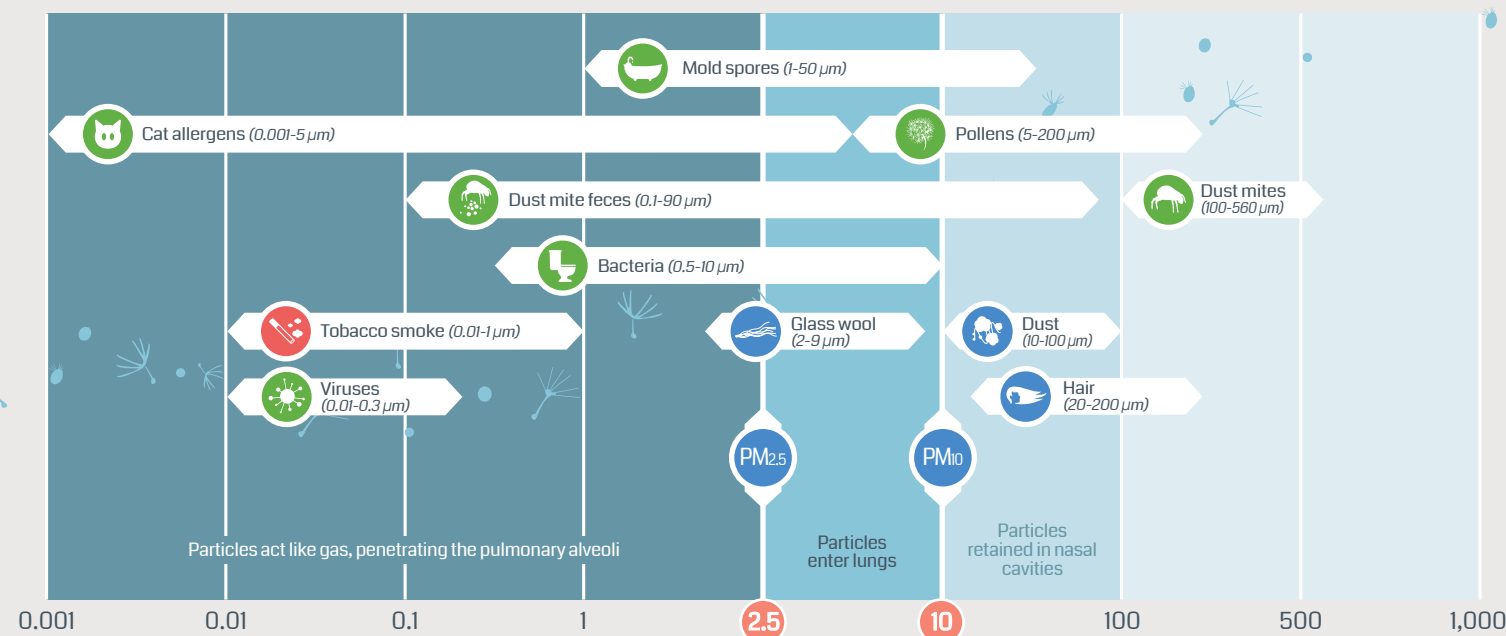 Mold spores (1-50 µm)
Cat allergens (0.001-5 µm)
Pollens (5-200 µm)
Dust mite feces (0.1-90 µm)
Dust mites
(100-560 µm)
Bacteria (0.5-10 µm)
Tobacco smoke (0.01-1 µm)
Glass wool
(2-9 µm)
Dust
(10-100 µm)
Viruses
(0.01-0.3 µm)
Hair
(20-200 µm)
PM2.5
PM10
Particles act like gas, penetrating the pulmonary alveoli
Particles
enter lungs
Particles
retained in nasal
cavities
0.001 0.01 0.1 1 2.5 10 100 500 1,000